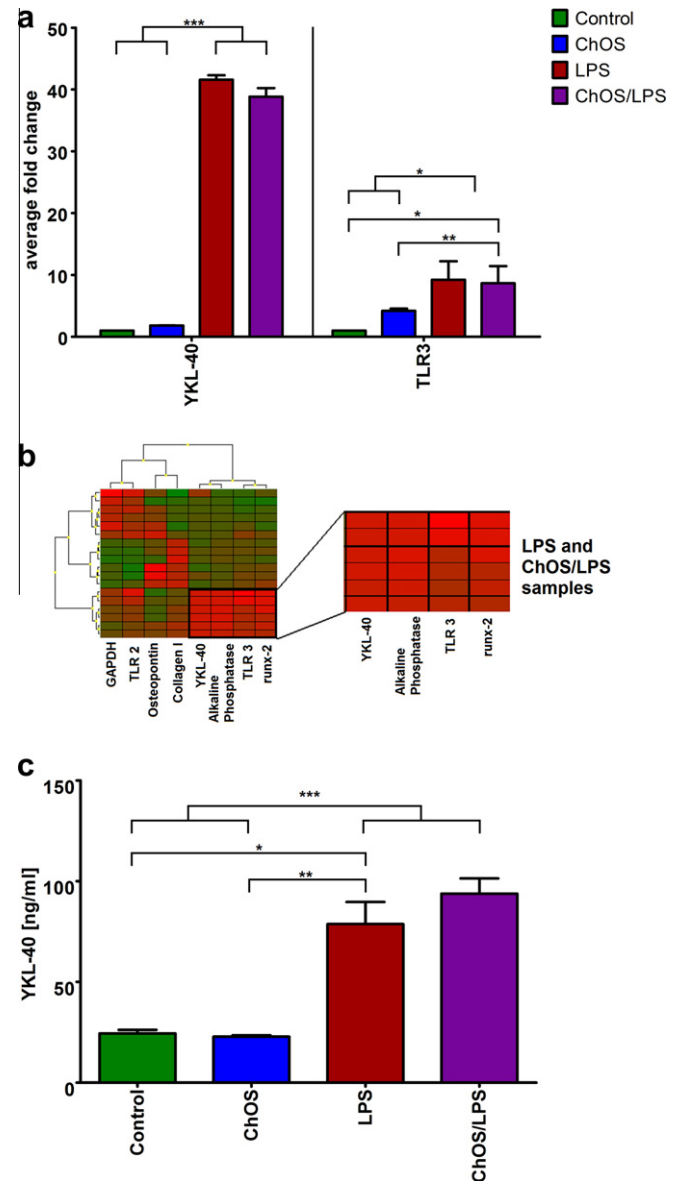 a
50
40
30
20
10
0
average fold change
***
*
*
**
YKL-40
TLR3
Control
ChOS
LPS
ChOS/LPS
b
GAPDH
TLR 2
Osteopontin
Collagen I
YKL-40
Alkaline
Phosphatase
TLR 3
runx-2
YKL-40
Alkaline
Phosphatase
TLR 3
runx-2
LPS and
ChOS/LPS
samples
c
150
100
50
0
YKL-40 [ng/ml]
***
*
**
Control
ChOS
LPS
ChOS/LPS